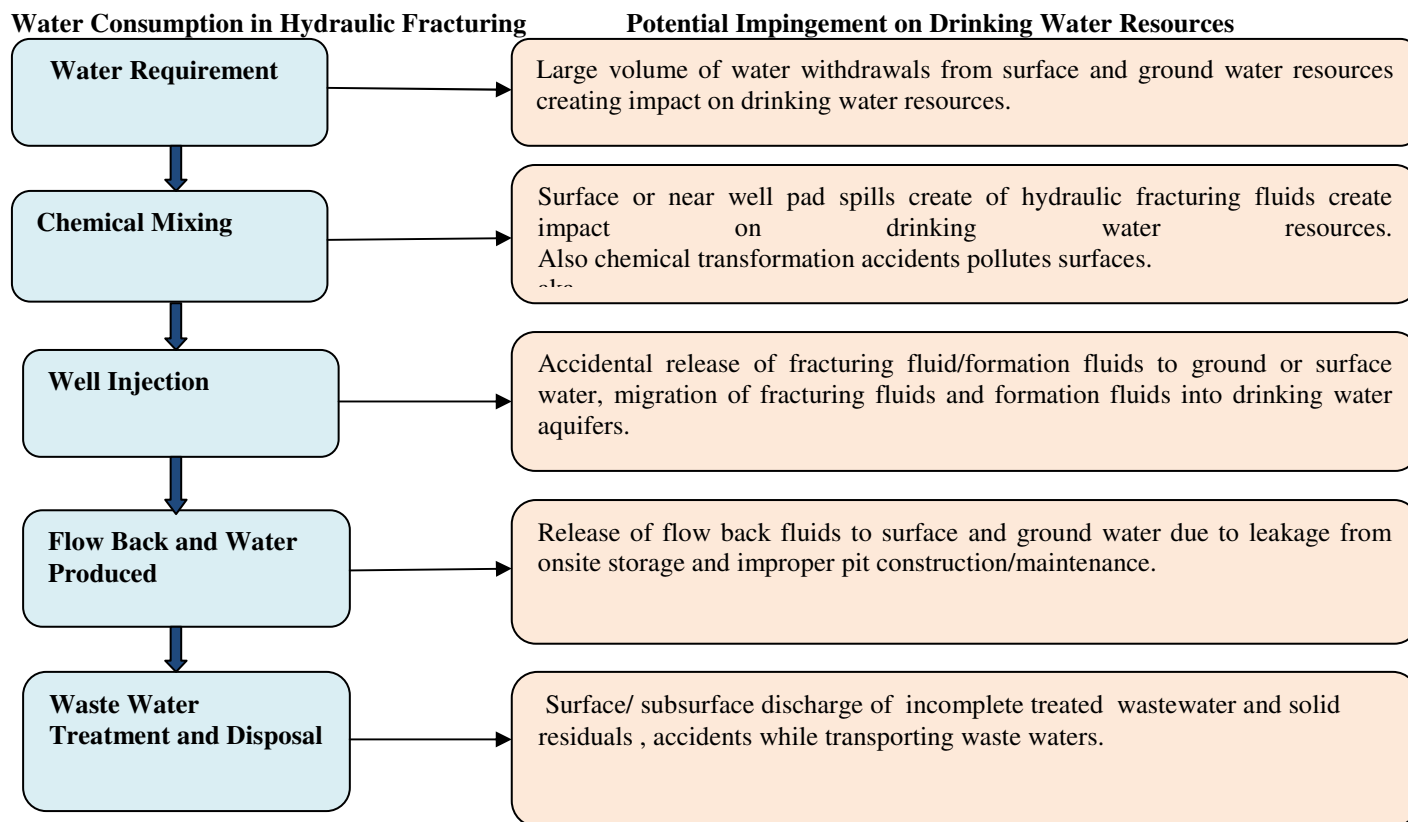 Water Consumption in Hydraulic Fracturing
Potential Impingement on Drinking Water Resources
Water Requirement
Large volume of water withdrawals from surface and ground water resources
creating impact on drinking water resources.
Chemical Mixing
Surface or near well pad spills create of hydraulic fracturing fluids create
impact on drinking water resources.
Also chemical transformation accidents pollutes surfaces.
Well Injection
Accidental release of fracturing fluid/formation fluids to ground or surface
water, migration of fracturing fluids and formation fluids into drinking water
aquifers.
Flow Back and Water
Produced
Release of flow back fluids to surface and ground water due to leakage from
onsite storage and improper pit construction/maintenance.
Waste Water
Treatment and Disposal
Surface/ subsurface discharge of incomplete treated wastewater and solid
residuals , accidents while transporting waste waters.